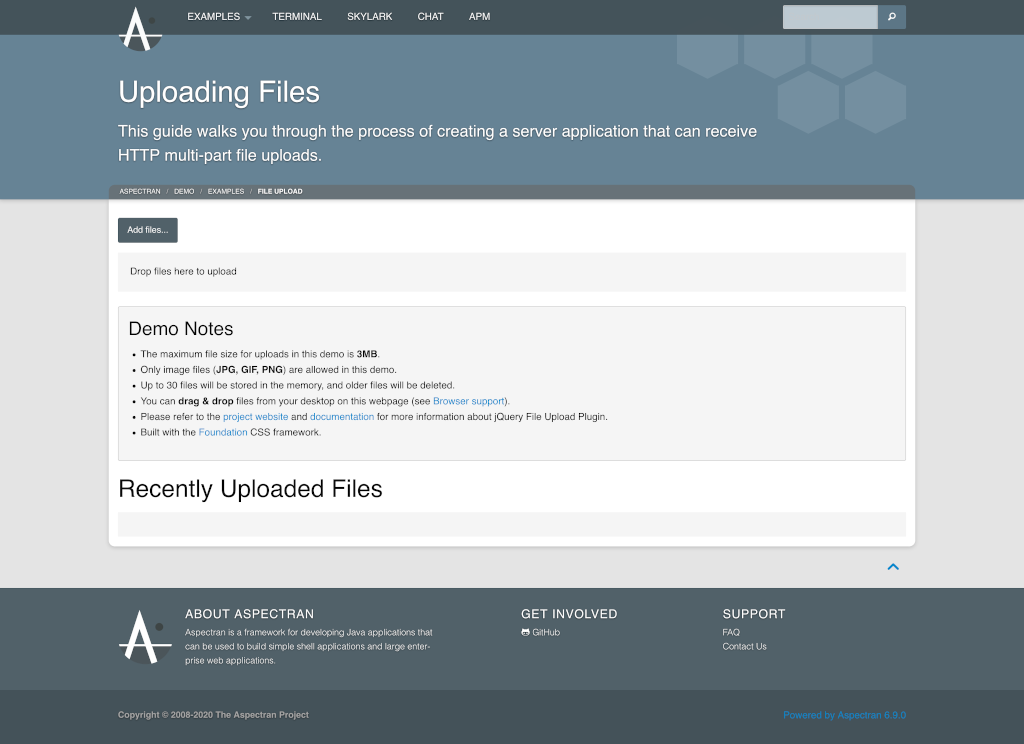 EXAMPLES TERMINAL SKYLARK CHAT APM
Uploading Files
This guide walks you through the process of creating a server application that can receive
HTTP multi-part file uploads.
ASPECTRAN / DEMO / EXAMPLES / FILE UPLOAD
Add files...
Drop files here to upload
Demo Notes
• The maximum file size for uploads in this demo is 3MB.
• Only image files (JPG, GIF, PNG) are allowed in this demo.
• Up to 30 files will be stored in the memory, and older files will be deleted.
• You can drag & drop files from your desktop on this webpage (see Browser support).
• Please refer to the project website and documentation for more information about jQuery File Upload Plugin.
• Built with the Foundation CSS framework.
Recently Uploaded Files
ABOUT ASPECTRAN
Aspectran is a framework for developing Java applications that
can be used to build simple shell applications and large enter-
prise web applications.
GET INVOLVED
GitHub
SUPPORT
FAQ
Contact Us
Copyright © 2008-2020 The Aspectran Project
Powered by Aspectran 6.9.0